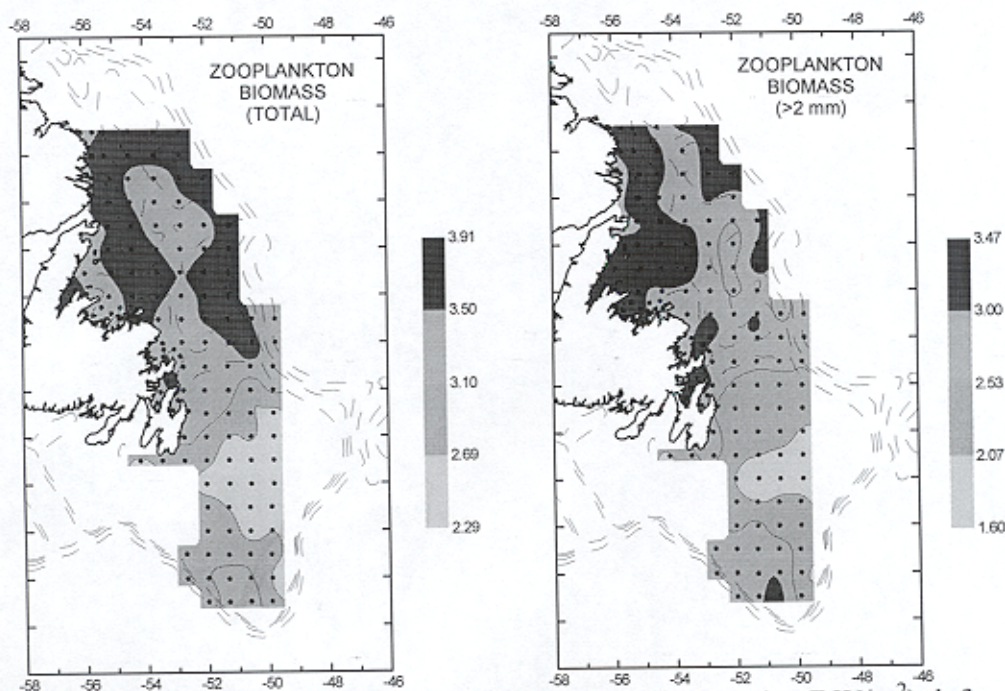 -58 -56 -54 -52 -50 -48 -46
ZOOPLANKTON
BIOMASS
(TOTAL)
3.91
3.50
3.10
2.69
2.29
-58 -56 -54 -52 -50 -48 -46
-58 -56 -54 -52 -50 -48 -46
ZOOPLANKTON
BIOMASS
(>2 mm)
3.47
3.00
2.53
2.07
1.60
-58 -56 -54 -52 -50 -48 -46